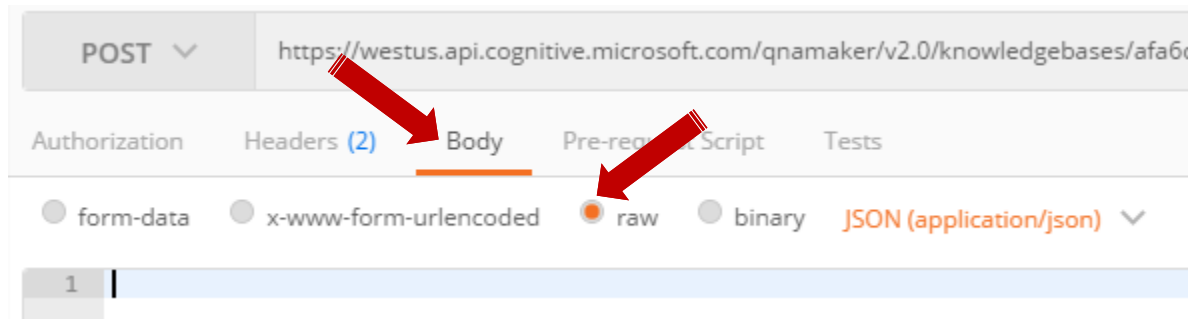 POST https://westus.api.cognitive.microsoft.com/qnamaker/v2.0/knowledgebases/afa6
Authorization Headers (2) Body Pre-request Script Tests
form-data x-www-form-urlencoded raw binary JSON (application/json)
1